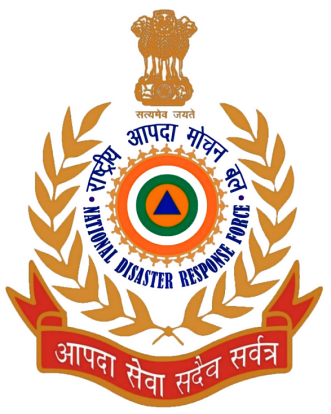 सत्यमेव जयते
राष्ट्रीय आपदा मोचन बल
• NATIONAL DISASTER RESPONSE FORCE •
आपदा सेवा सदैव सर्वत्र